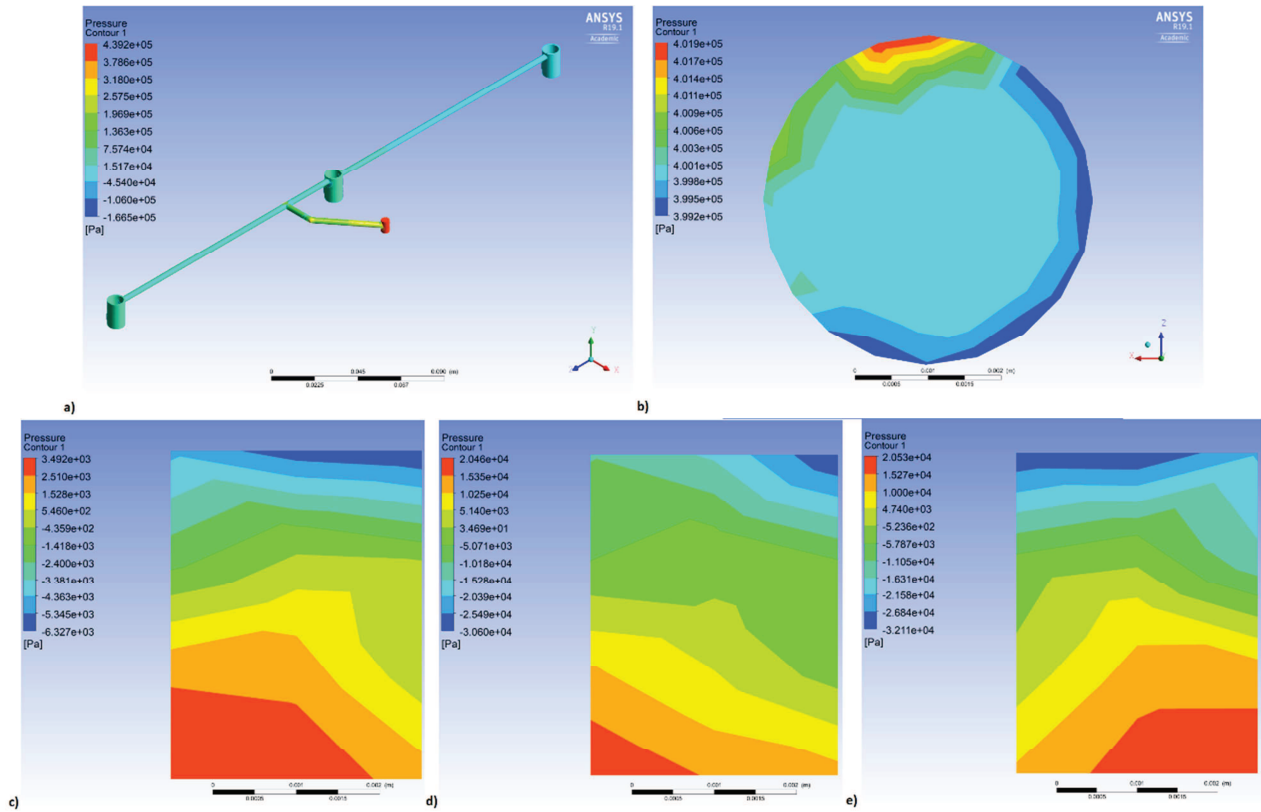 Pressure
Contour 1
4.392e+05
3.786e+05
3.180e+05
2.575e+05
1.969e+05
1.363e+05
7.574e+04
1.517e+04
-4.540e+04
-1.060e+05
-1.665e+05
[Pa]
ANSYS
R19.1
Academic
Y
X
0
0.045
0.090 (m)
0.0225
0.067
a)
Pressure
Contour 1
4.019e+05
4.017e+05
4.014e+05
4.011e+05
4.009e+05
4.006e+05
4.003e+05
4.001e+05
3.998e+05
3.995e+05
3.992e+05
[Pa]
ANSYS
R19.1
Academic
Z
X
0
0.001
0.002 (m)
0.0005
0.0015
b)
Pressure
Contour 1
3.492e+03
2.510e+03
1.528e+03
5.460e+02
-4.359e+02
-1.418e+03
-2.400e+03
-3.381e+03
-4.363e+03
-5.345e+03
-6.327e+03
[Pa]
0
0.001
0.002 (m)
0.0005
0.0015
c)
Pressure
Contour 1
2.046e+04
1.535e+04
1.025e+04
5.140e+03
3.469e+01
-5.071e+03
-1.018e+04
-1.528e+04
-2.039e+04
-2.549e+04
-3.060e+04
[Pa]
0
0.001
0.002 (m)
0.0005
0.0015
d)
Pressure
Contour 1
2.053e+04
1.527e+04
1.000e+04
4.740e+03
-5.236e+02
-5.787e+03
-1.105e+04
-1.631e+04
-2.158e+04
-2.684e+04
-3.211e+04
[Pa]
0
0.001
0.002 (m)
0.0005
0.0015
e)